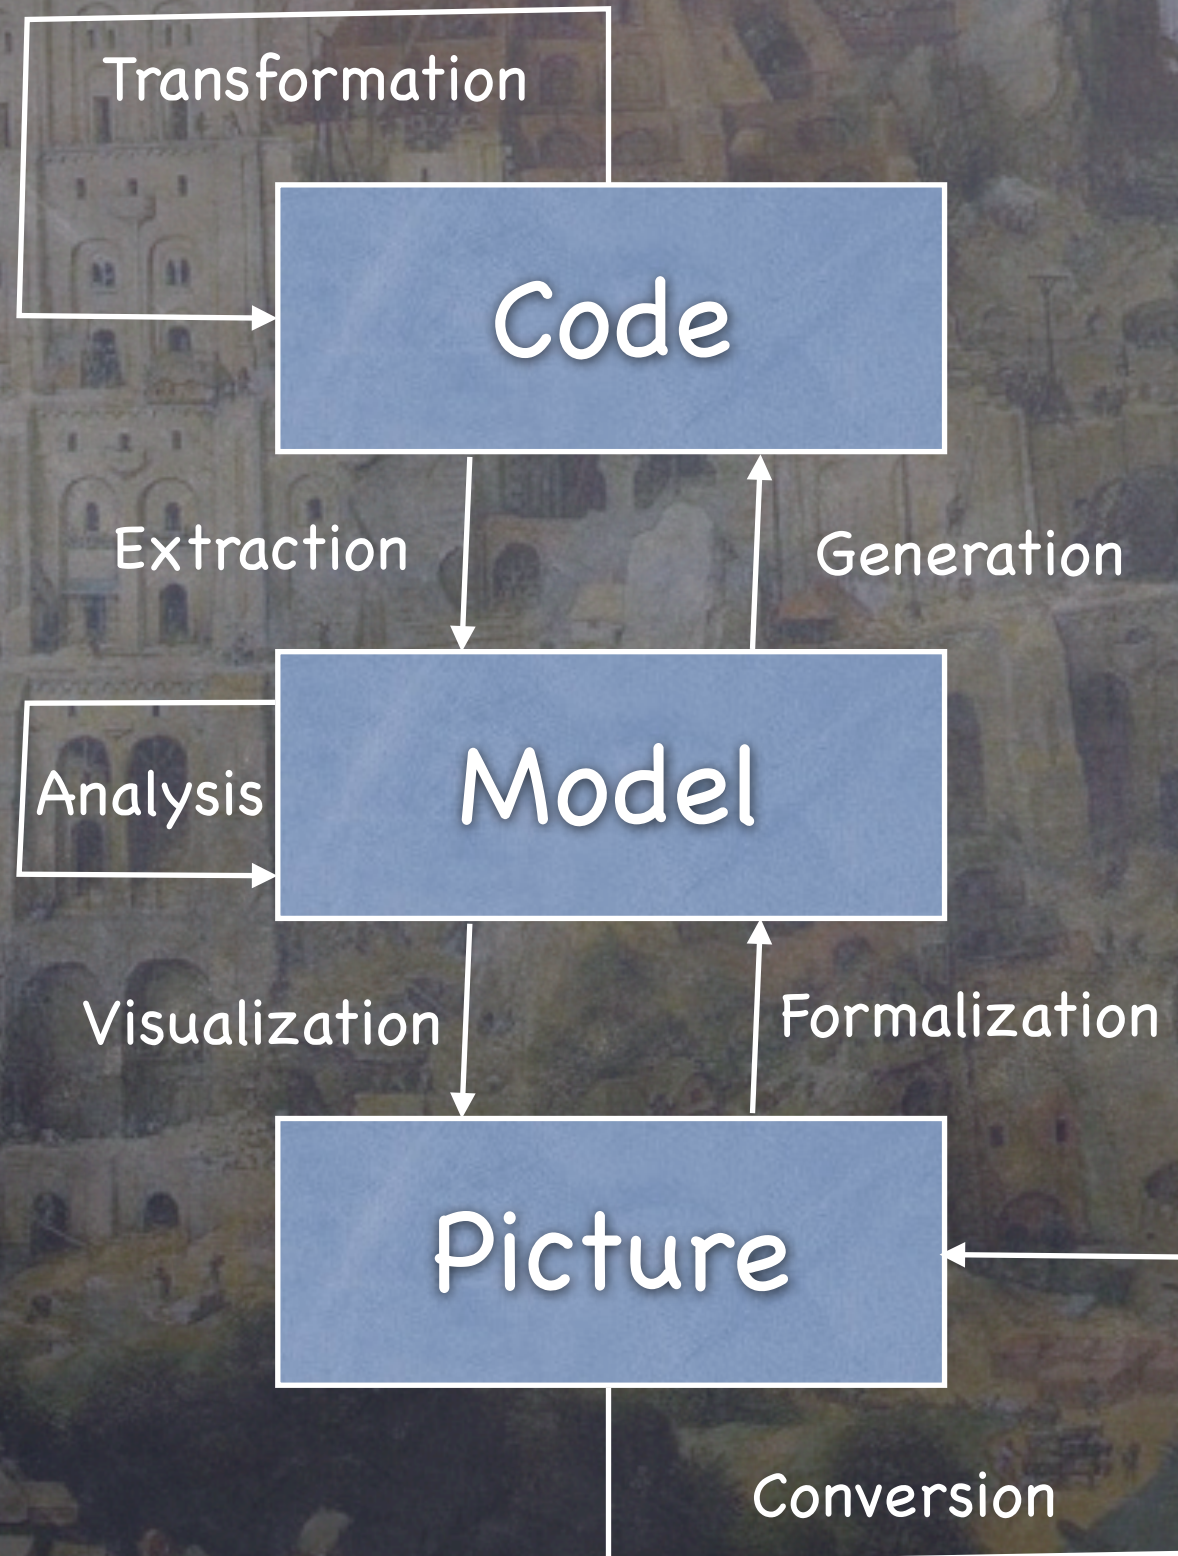 Transformation
Code
Extraction
Generation
Model
Analysis
Visualization
Formalization
Picture
Conversion